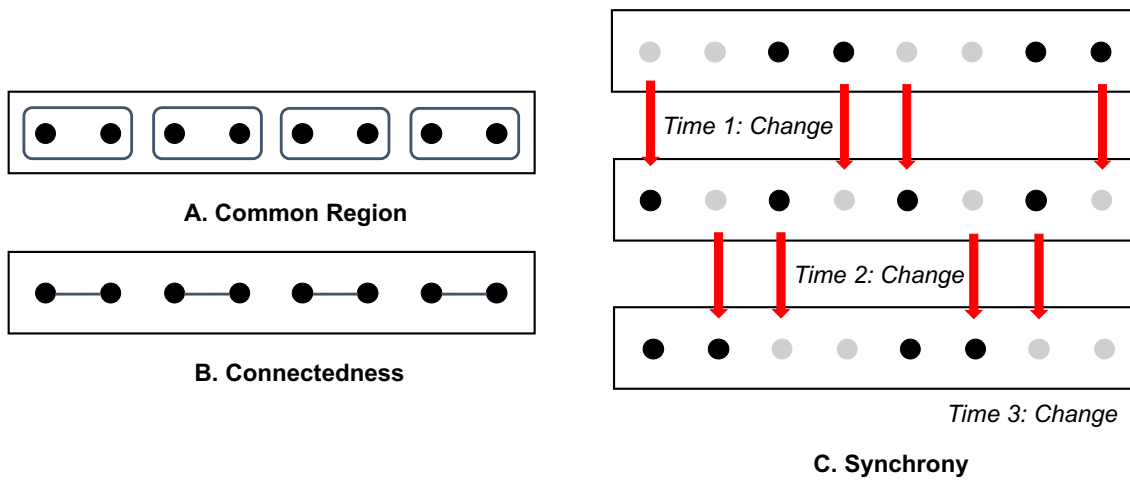 A. Common Region
B. Connectedness
Time 1: Change
Time 2: Change
Time 3: Change
C. Synchrony